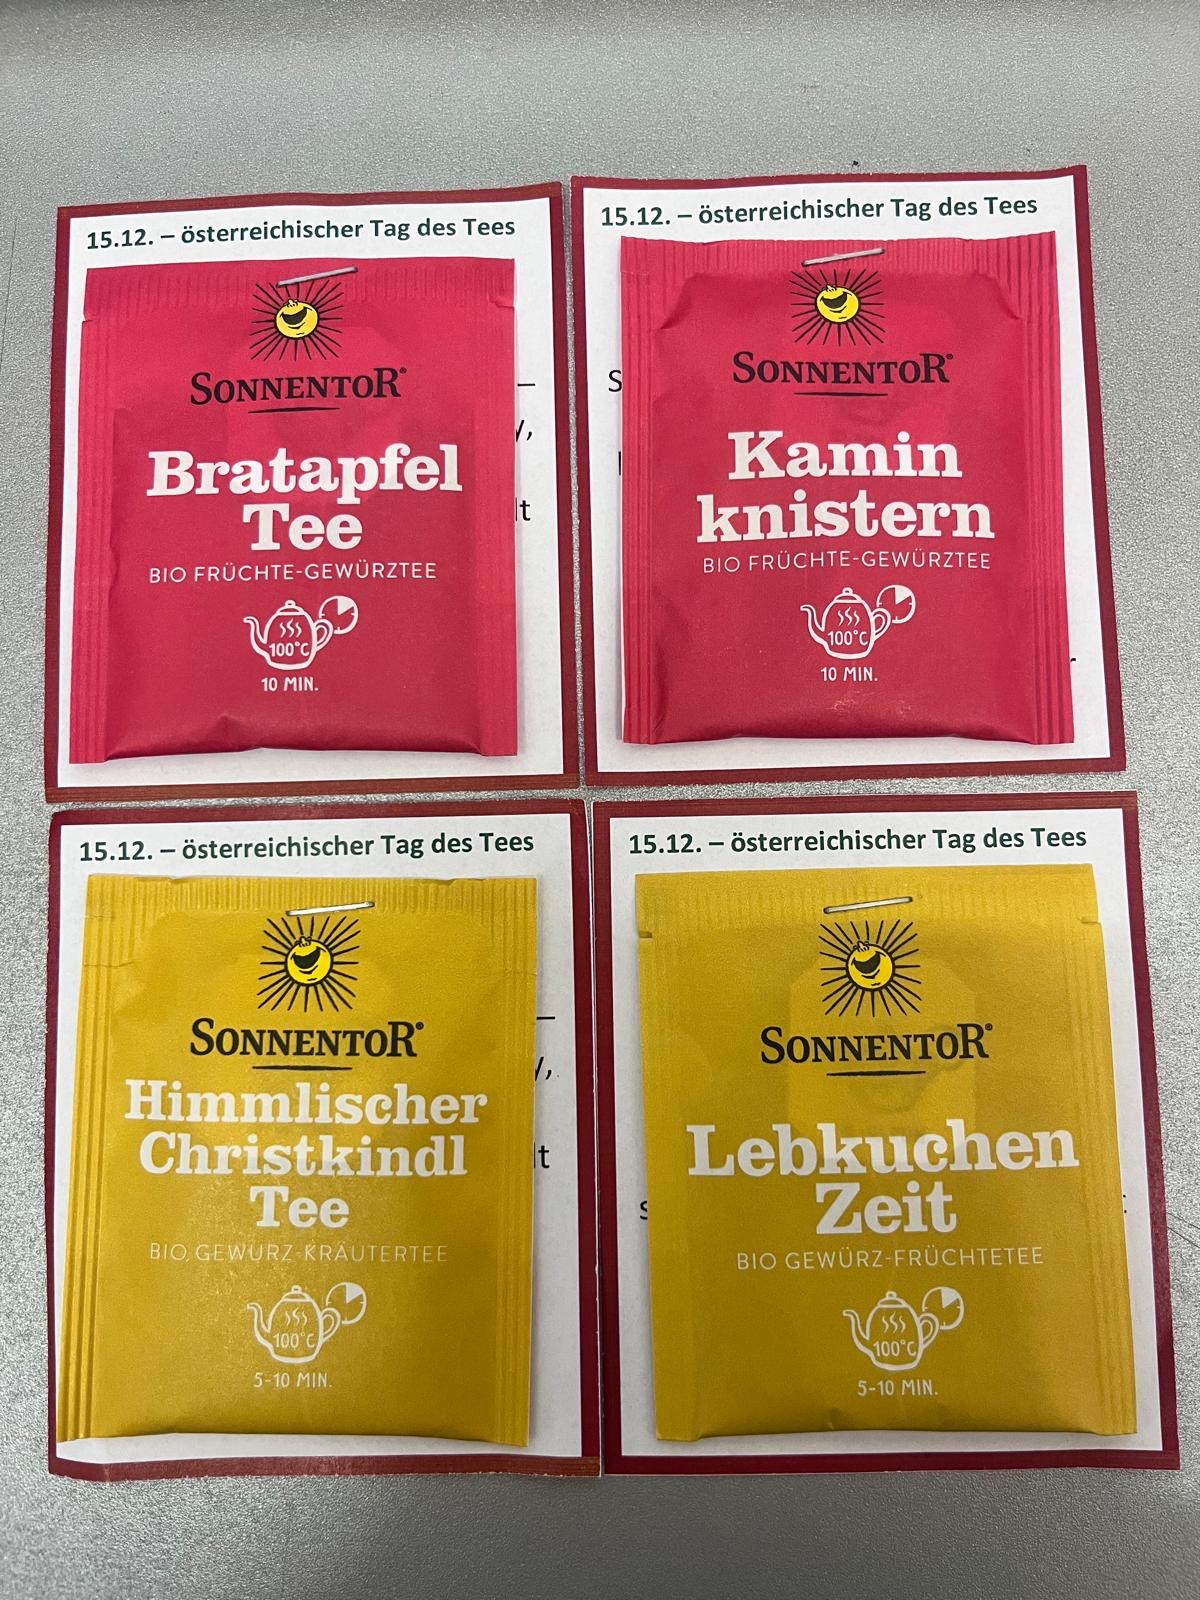 15.12. – österreichischer Tag des Tees
SONNENTOR®
Bratapfel
Tee
BIO FRÜCHTE-GEWÜRZTEE
100°C
10 MIN.
15.12. – österreichischer Tag des Tees
SONNENTOR®
Kamin
knistern
BIO FRÜCHTE-GEWÜRZTEE
100°C
10 MIN.
15.12. – österreichischer Tag des Tees
SONNENTOR®
Himmlischer
Christkindl
Tee
BIO GEWÜRZ-KRÄUTERTEE
100°C
5-10 MIN.
15.12. – österreichischer Tag des Tees
SONNENTOR®
Lebkuchen
Zeit
BIO GEWÜRZ-FRÜCHTETEE
100°C
5-10 MIN.